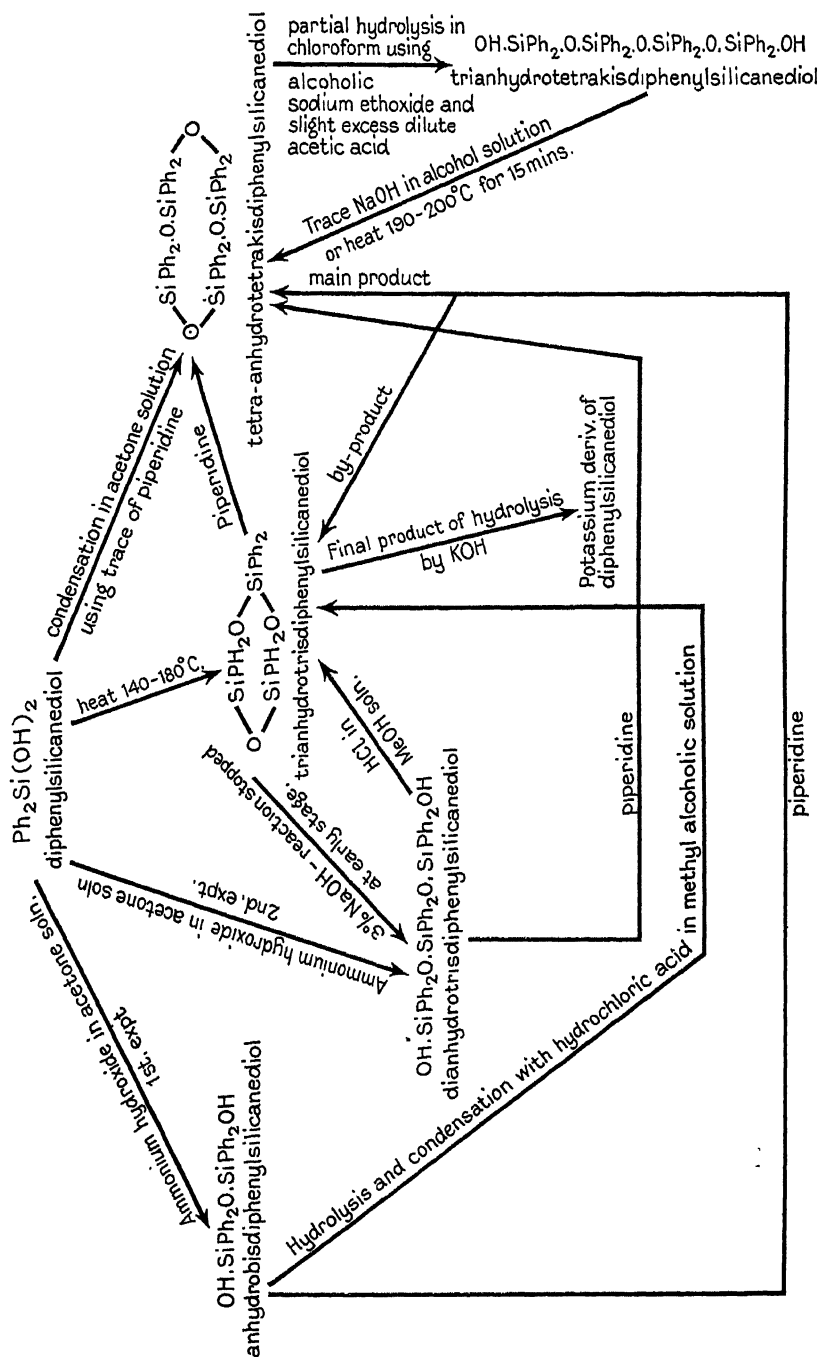 Ph2Si(OH)2
diphenylsilicanediol
Ammonium hydroxide in acetone soln.
1st. expt
Ammonium hydroxide in acetone soln
2nd. expt.
heat 140-180°C.
condensation in acetone solution
using trace of piperidine
OH.SiPh2O.SiPh2OH
anhydrobisdiphenylsilicanediol
OH.SiPh2O.SiPh2O.SiPh2OH
dianhydrotrisdiphenylsilicanediol
3% NaOH - reaction stopped
at early stage.
HCl in
MeOH soln.
SiPH2O
O
SiPh2
SiPH2O
trianhydrotrisdiphenylsilicanediol
Piperidine
SiPh2.O.SiPh2
O
O
SiPh2.O.SiPh2
tetra-anhydrotetrakisdiphenylsilicanediol
partial hydrolysis in
chloroform using
alcoholic
sodium ethoxide and
slight excess dilute
acetic acid
OH.SiPh2.O.SiPh2.O.SiPh2.O.SiPh2.OH
trianhydrotetrakisdiphenylsilicanediol
Trace NaOH in alcohol solution
or heat 190-200°C for 15mins.
main product
by-product
Final product of hydrolysis
by KOH
Potassium deriv. of
diphenylsilicanediol
piperidine
Hydrolysis and condensation with hydrochloric acid in methyl alcoholic solution
piperidine